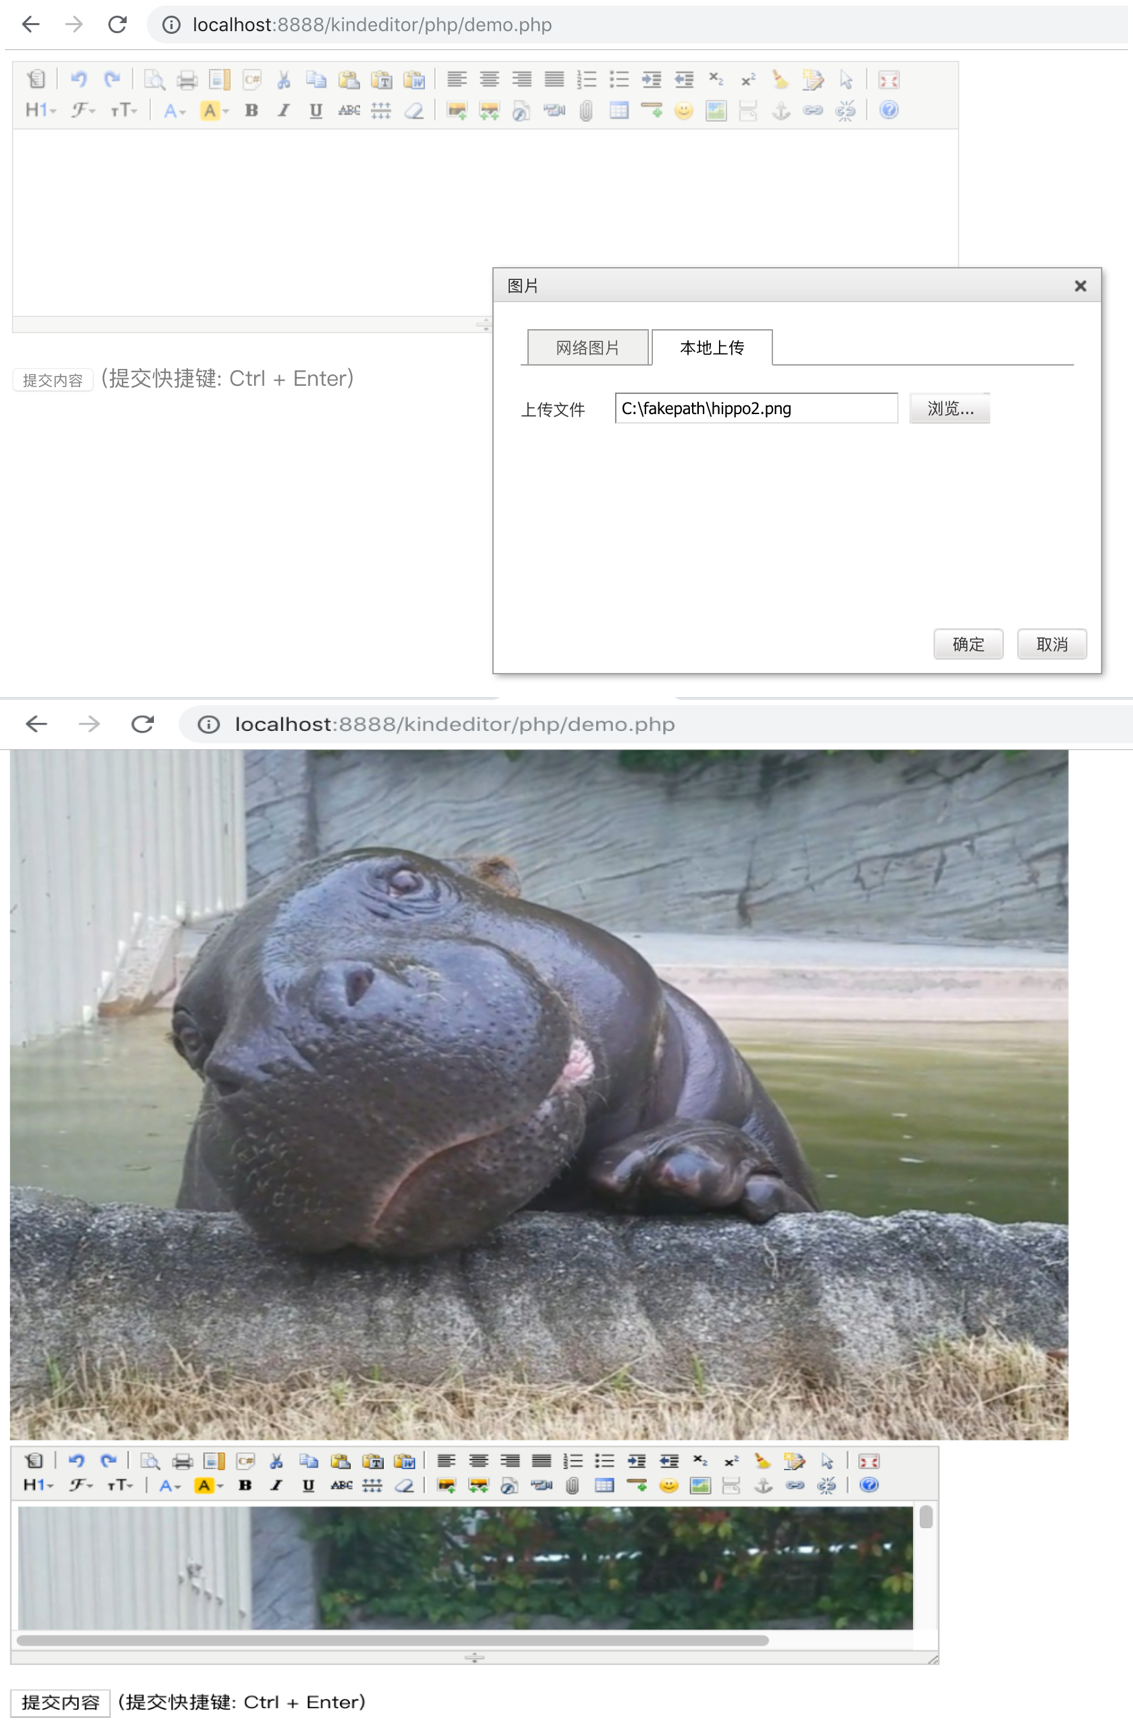 localhost:8888/kindeditor/php/demo.php
H1 F тT A A B I U ABC
图片
网络图片 本地上传
上传文件 C:\fakepath\hippo2.png 浏览...
提交内容 (提交快捷键: Ctrl + Enter)
确定 取消
localhost:8888/kindeditor/php/demo.php
H1 F тT A A B I U ABC
提交内容 (提交快捷键: Ctrl + Enter)